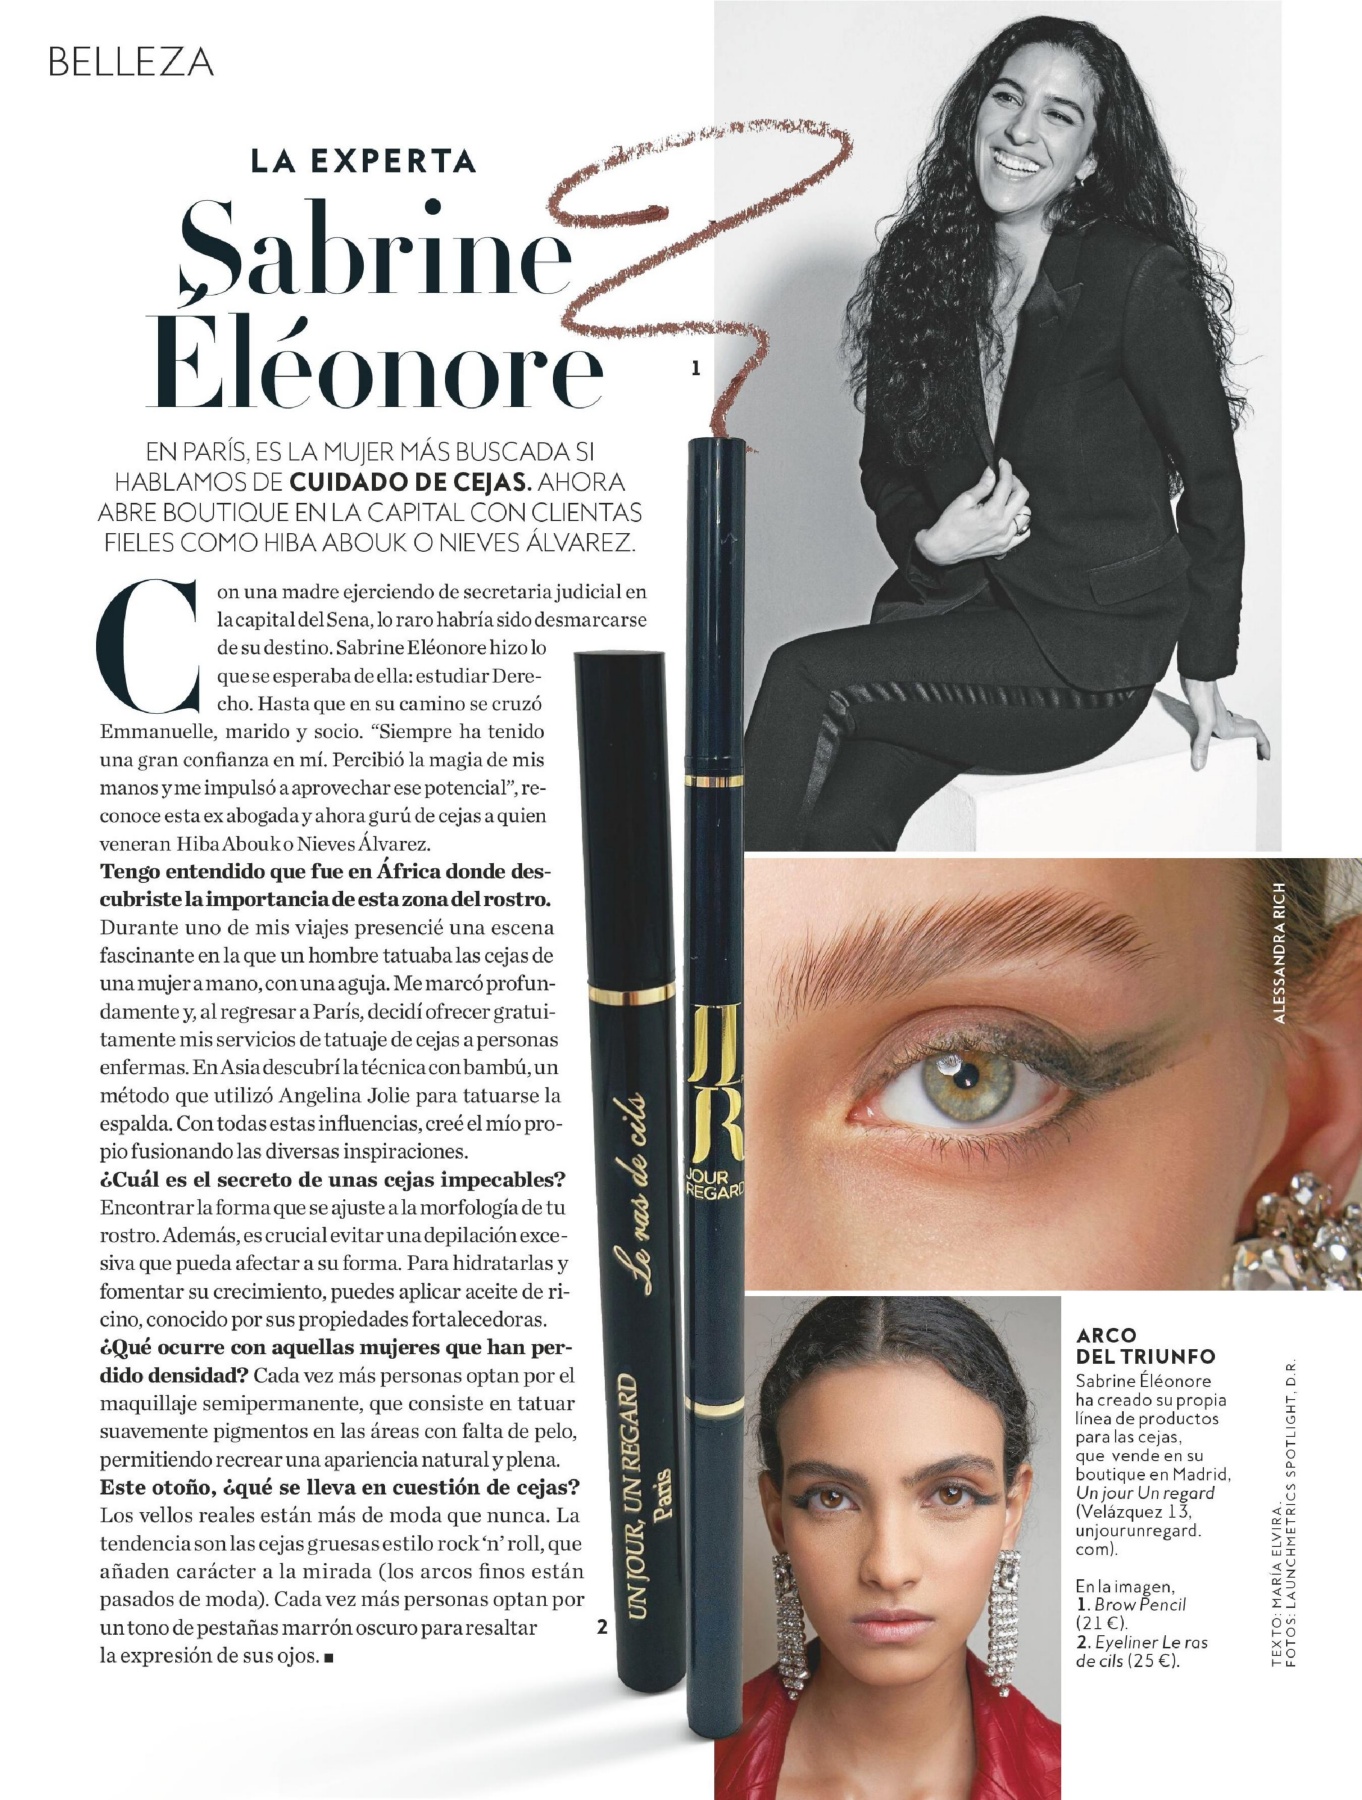 BELLEZA
LA EXPERTA
Sabrine
Éléonore
EN PARÍS, ES LA MUJER MÁS BUSCADA SI
HABLAMOS DE CUIDADO DE CEJAS. AHORA
ABRE BOUTIQUE EN LA CAPITAL CON CLIENTAS
FIELES COMO HIBA ABOUK O NIEVES ÁLVAREZ.
Con una madre ejerciendo de secretaria judicial en
la capital del Sena, lo raro habría sido desmarcarse
de su destino. Sabrine Eléonore hizo lo
que se esperaba de ella: estudiar Dere-
cho. Hasta que en su camino se cruzó
Emmanuelle, marido y socio. “Siempre ha tenido
una gran confianza en mí. Percibió la magia de mis
manos y me impulsó a aprovechar ese potencial”, re-
conoce esta ex abogada y ahora gurú de cejas a quien
veneran Hiba Abouk o Nieves Álvarez.
Tengo entendido que fue en África donde des-
cubriste la importancia de esta zona del rostro.
Durante uno de mis viajes presencié una escena
fascinante en la que un hombre tatuaba las cejas de
una mujer a mano, con una aguja. Me marcó profun-
damente y, al regresar a París, decidí ofrecer gratui-
tamente mis servicios de tatuaje de cejas a personas
enfermas. En Asia descubrí la técnica con bambú, un
método que utilizó Angelina Jolie para tatuarse la
espalda. Con todas estas influencias, creé el mío pro-
pio fusionando las diversas inspiraciones.
¿Cuál es el secreto de unas cejas impecables?
Encontrar la forma que se ajuste a la morfología de tu
rostro. Además, es crucial evitar una depilación exce-
siva que pueda afectar a su forma. Para hidratarlas y
fomentar su crecimiento, puedes aplicar aceite de ri-
cino, conocido por sus propiedades fortalecedoras.
¿Qué ocurre con aquellas mujeres que han per-
dido densidad? Cada vez más personas optan por el
maquillaje semipermanente, que consiste en tatuar
suavemente pigmentos en las áreas con falta de pelo,
permitiendo recrear una apariencia natural y plena.
Este otoño, ¿qué se lleva en cuestión de cejas?
Los vellos reales están más de moda que nunca. La
tendencia son las cejas gruesas estilo rock ‘n’ roll, que
añaden carácter a la mirada (los arcos finos están
pasados de moda). Cada vez más personas optan por
un tono de pestañas marrón oscuro para resaltar
la expresión de sus ojos. ■
1
2
Le ras de cils
UN JOUR, UN REGARD
Paris
JOUR
REGARD
ALESSANDRA RICH
ARCO
DEL TRIUNFO
Sabrine Éléonore
ha creado su propia
línea de productos
para las cejas,
que vende en su
boutique en Madrid,
Un jour Un regard
(Velázquez 13,
unjourunregard.
com).
En la imagen,
1. Brow Pencil
(21 €).
2. Eyeliner Le ras
de cils (25 €).
TEXTO: MARÍA ELVIRA.
FOTOS: LAUNCHMETRICS SPOTLIGHT, D.R.